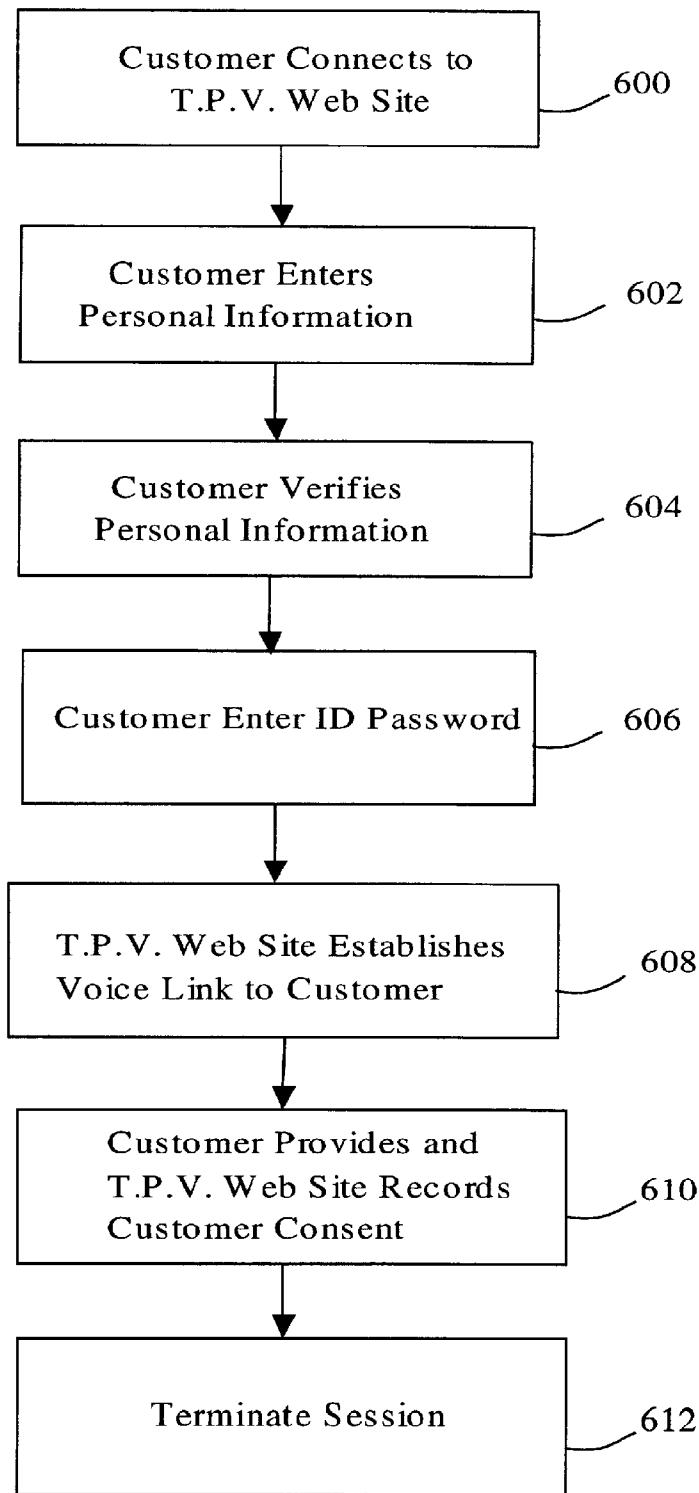 Customer Connects to
T.P.V. Web Site
600
Customer Enters
Personal Information
602
Customer Verifies
Personal Information
604
Customer Enter ID Password
606
T.P.V. Web Site Establishes
Voice Link to Customer
608
Customer Provides and
T.P.V. Web Site Records
Customer Consent
610
Terminate Session
612